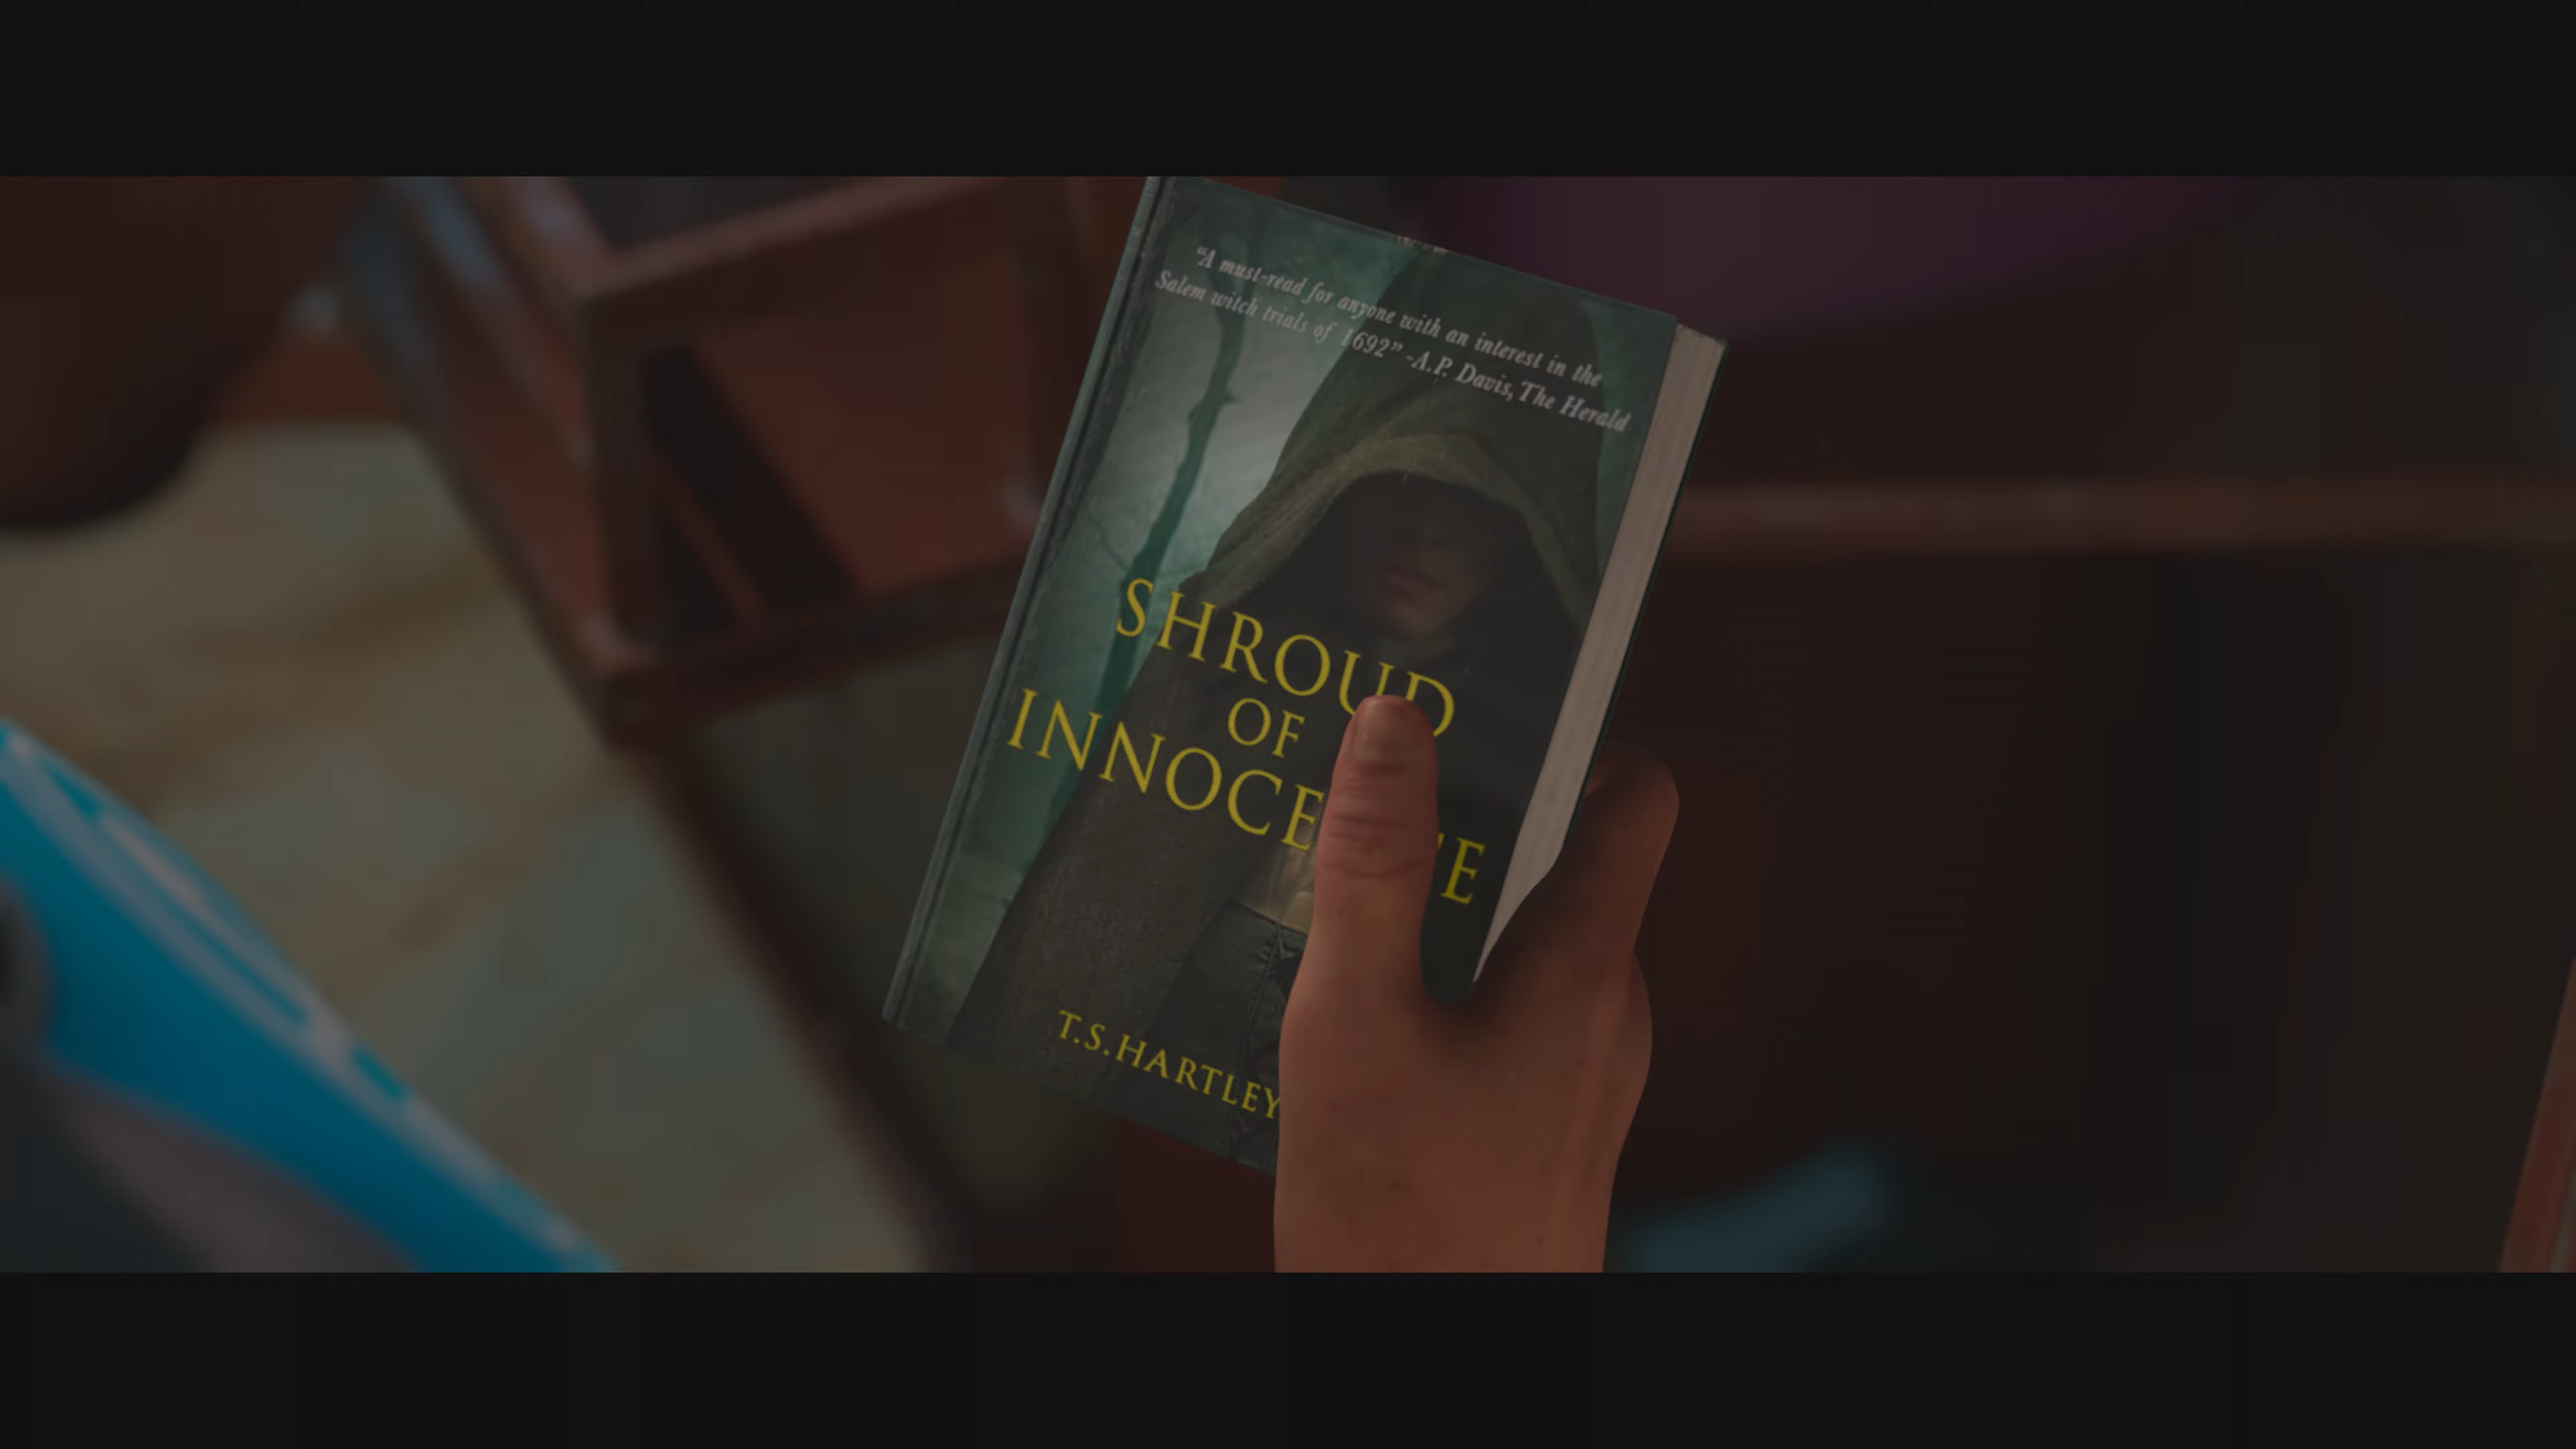 “A must-read for anyone with an interest in the
Salem witch trials of 1692” -A.P. Davis, The Herald
SHROUD
OF
INNOCE
E
T.S.HARTLEY